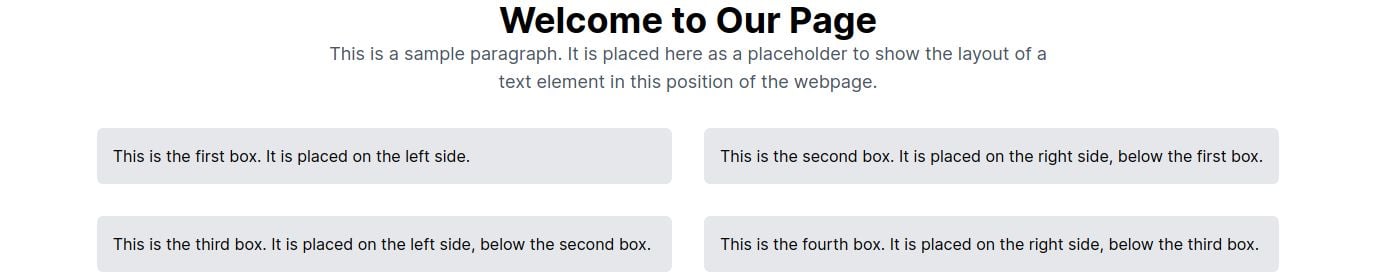 Welcome to Our Page
This is a sample paragraph. It is placed here as a placeholder to show the layout of a
text element in this position of the webpage.
This is the first box. It is placed on the left side.
This is the second box. It is placed on the right side, below the first box.
This is the third box. It is placed on the left side, below the second box.
This is the fourth box. It is placed on the right side, below the third box.